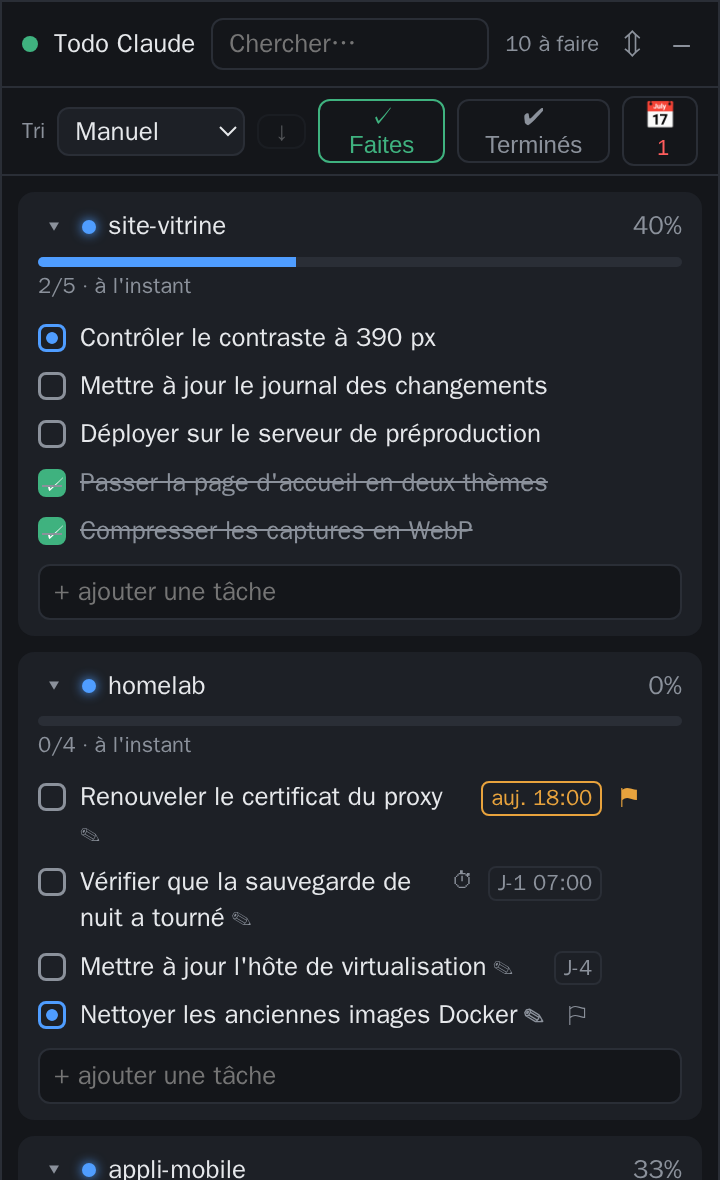 Todo Claude
Chercher…
10 à faire
Tri
Manuel
↓
✓
Faites
✔
Terminés
July
17
1
site-vitrine
40%
2/5 · à l'instant
Contrôler le contraste à 390 px
Mettre à jour le journal des changements
Déployer sur le serveur de préproduction
Passer la page d'accueil en deux thèmes
Compresser les captures en WebP
+ ajouter une tâche
homelab
0%
0/4 · à l'instant
Renouveler le certificat du proxy
auj. 18:00
Vérifier que la sauvegarde de
nuit a tourné
J-1 07:00
Mettre à jour l'hôte de virtualisation
J-4
Nettoyer les anciennes images Docker
+ ajouter une tâche
appli-mobile
33%